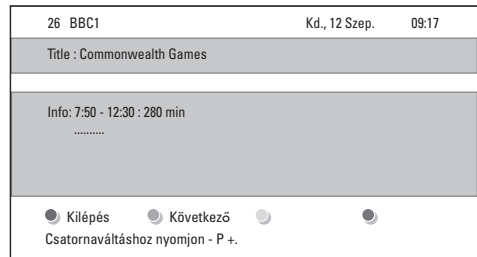 26 BBC1 Kd., 12 Szep. 09:17
Title : Commonwealth Games
Info: 7:50 - 12:30 : 280 min
..........
Kilépés Következő
Csatornaváltáshoz nyomjon - P +.